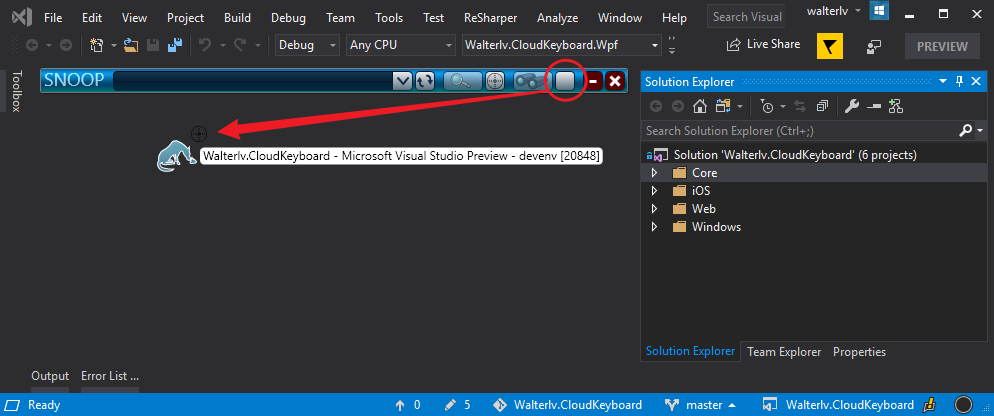 File Edit View Project Build Debug Team Tools Test ReSharper Analyze Window Help Search Visual walterlv
Debug Any CPU Walterlv.CloudKeyboard.Wpf Live Share PREVIEW
Toolbox
SNOOP
Walterlv.CloudKeyboard - Microsoft Visual Studio Preview - devenv [20848]
Solution Explorer
Search Solution Explorer (Ctrl+;)
Solution 'Walterlv.CloudKeyboard' (6 projects)
Core
iOS
Web
Windows
Solution Explorer Team Explorer Properties
Output Error List ...
Ready 0 5 Walterlv.CloudKeyboard master Walterlv.CloudKeyboard